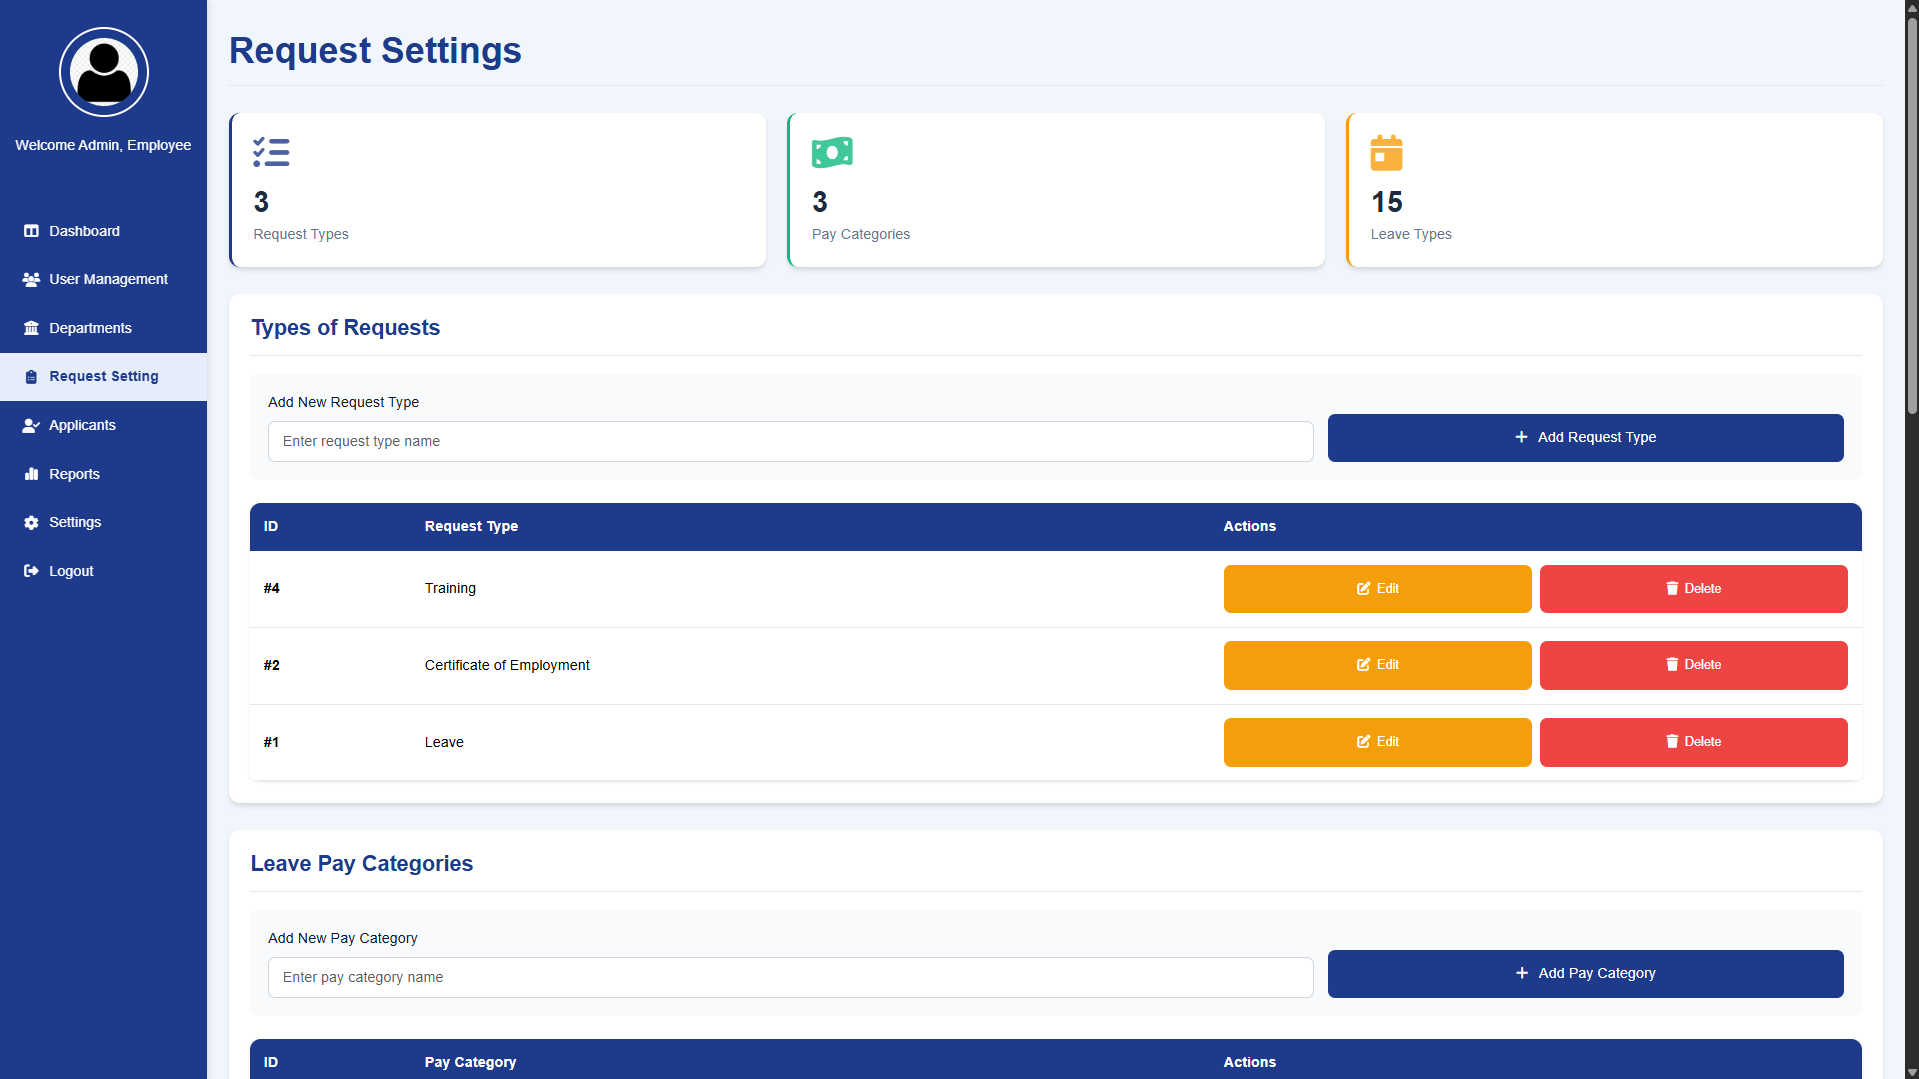 Welcome Admin, Employee
Dashboard
User Management
Departments
Request Setting
Applicants
Reports
Settings
Logout
Request Settings
3
Request Types
3
Pay Categories
15
Leave Types
Types of Requests
Add New Request Type
Enter request type name
Add Request Type
ID Request Type Actions
#4 Training Edit Delete
#2 Certificate of Employment Edit Delete
#1 Leave Edit Delete
Leave Pay Categories
Add New Pay Category
Enter pay category name
Add Pay Category
ID Pay Category Actions